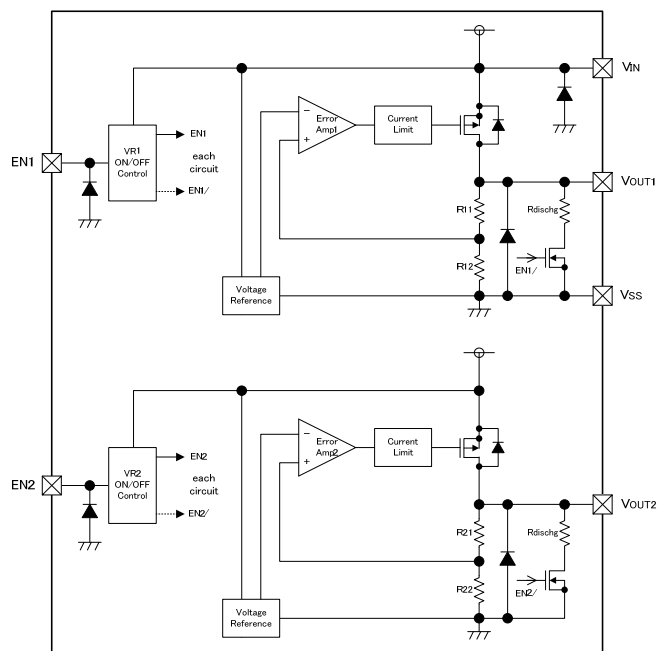 VIN
Error
Amp1
Current
Limit
EN1
VR1
ON/OFF
Control
EN1
each
circuit
EN1/
VOUT1
R11
Rdischg
R12
EN1/
Voltage
Reference
VSS
Error
Amp2
Current
Limit
EN2
VR2
ON/OFF
Control
EN2
each
circuit
EN2/
VOUT2
R21
Rdischg
R22
EN2/
Voltage
Reference